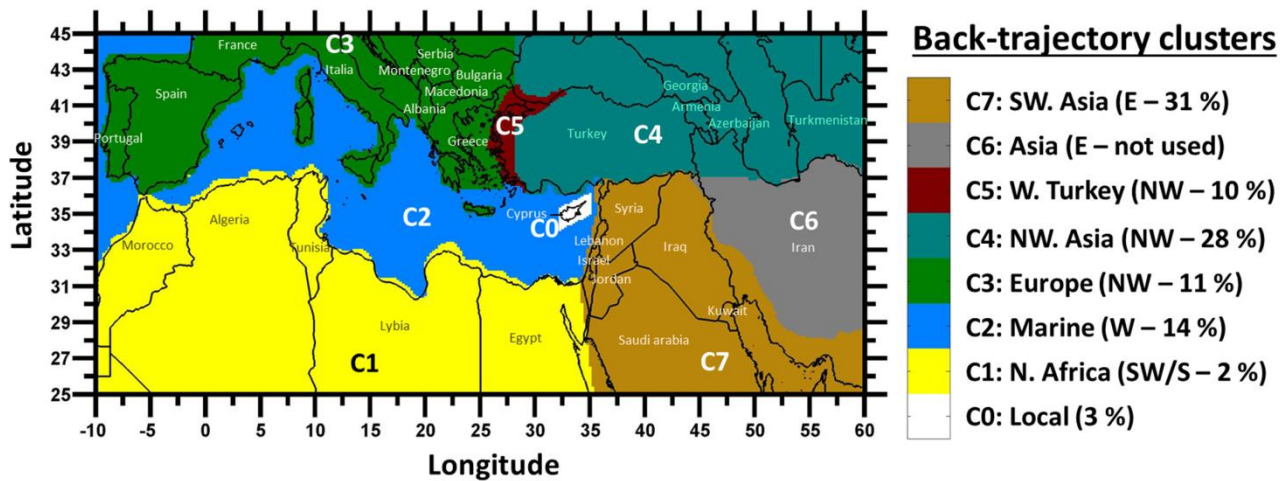 Back-trajectory clusters
C7: SW. Asia (E – 31 %)
C6: Asia (E – not used)
C5: W. Turkey (NW – 10 %)
C4: NW. Asia (NW – 28 %)
C3: Europe (NW – 11 %)
C2: Marine (W – 14 %)
C1: N. Africa (SW/S – 2 %)
C0: Local (3 %)
Latitude
45
43
41
39
37
35
33
31
29
27
25
France
C3
Italia
Serbia
Montenegro
Bulgaria
Macedonia
Albania
Spain
Portugal
Greece
C5
Turkey
C4
Georgia
Armenia
Azerbaijan
Turkmenistan
C2
Cyprus
C0
Syria
Lebanon
Israel
Jordan
Iraq
C6
Iran
Kuwait
Algeria
Morocco
Tunisia
Lybia
Egypt
C1
Saudi arabia
C7
-10 -5 0 5 10 15 20 25 30 35 40 45 50 55 60
Longitude